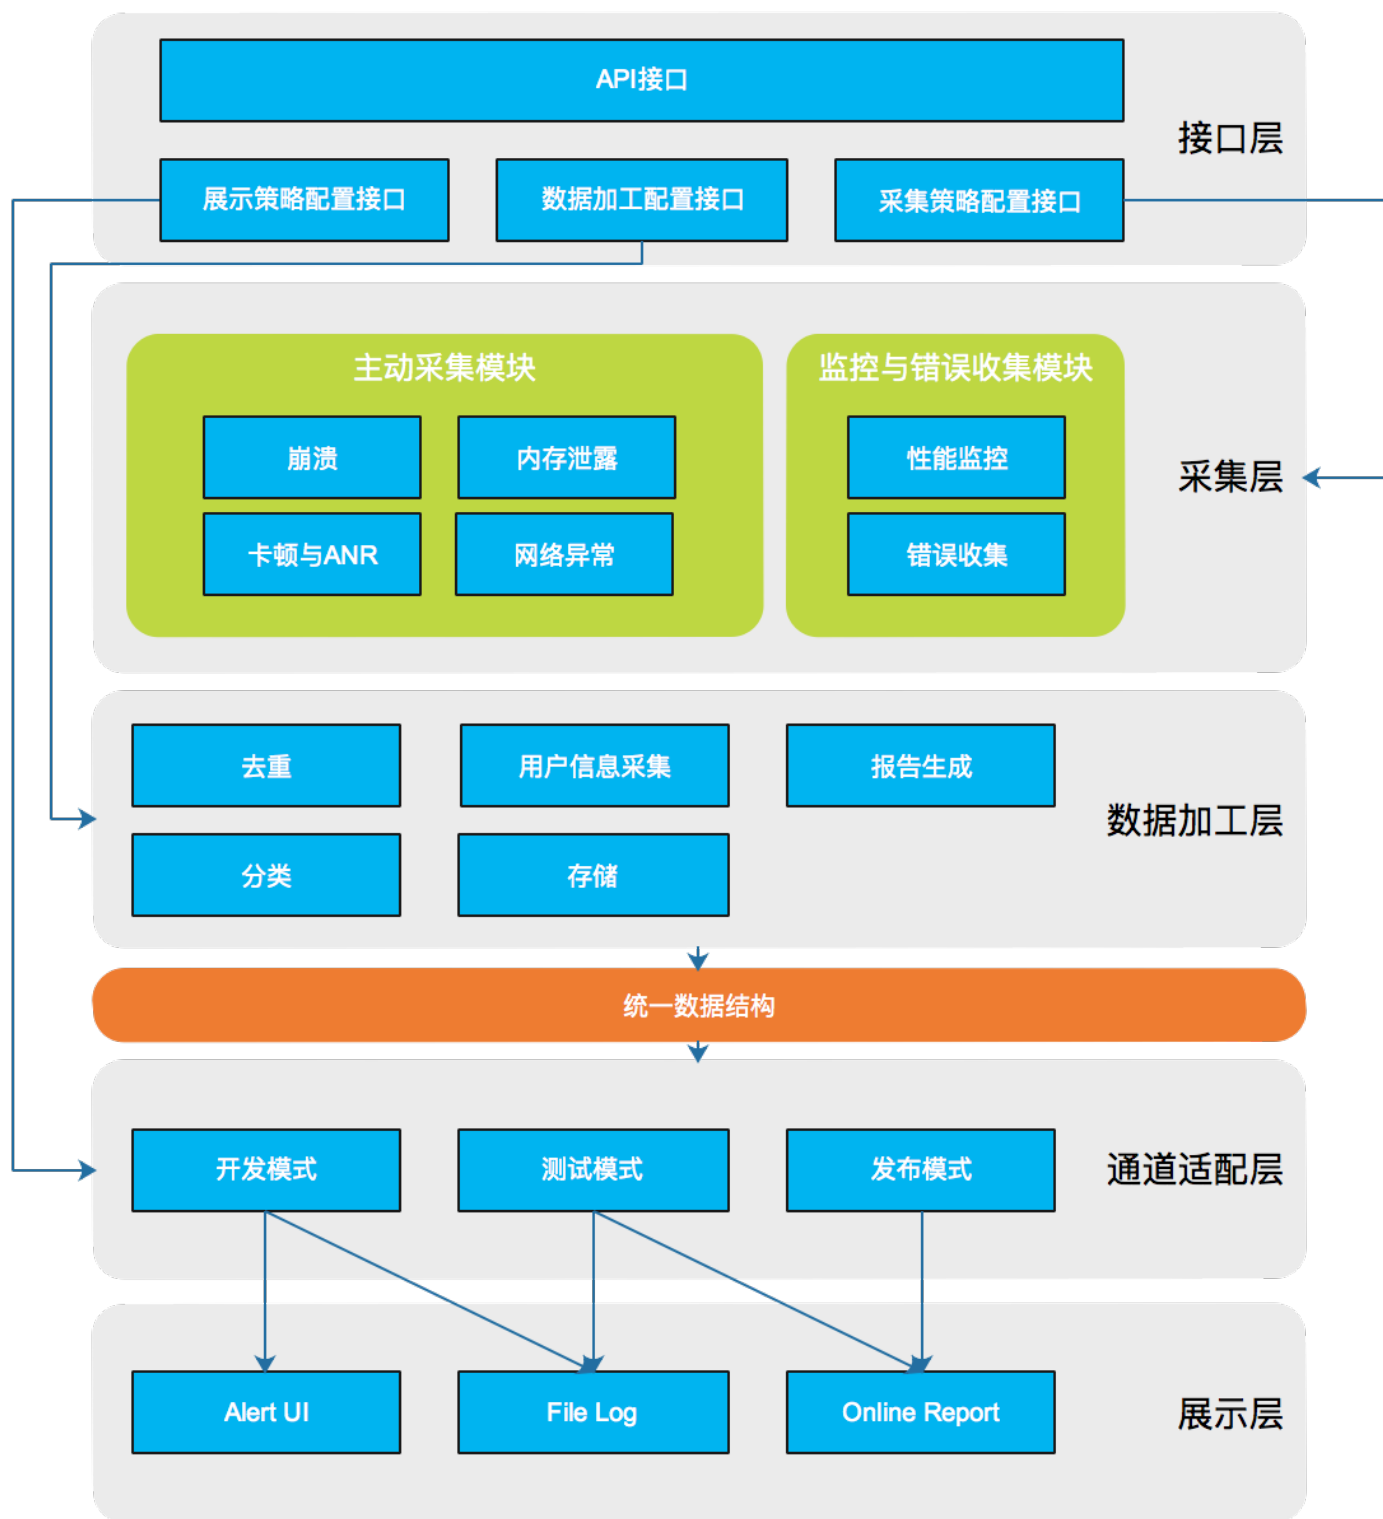 API接口
接口层
展示策略配置接口
数据加工配置接口
采集策略配置接口
主动采集模块
监控与错误收集模块
崩溃
内存泄露
性能监控
采集层
卡顿与ANR
网络异常
错误收集
去重
用户信息采集
报告生成
数据加工层
分类
存储
统一数据结构
开发模式
测试模式
发布模式
通道适配层
Alert UI
File Log
Online Report
展示层